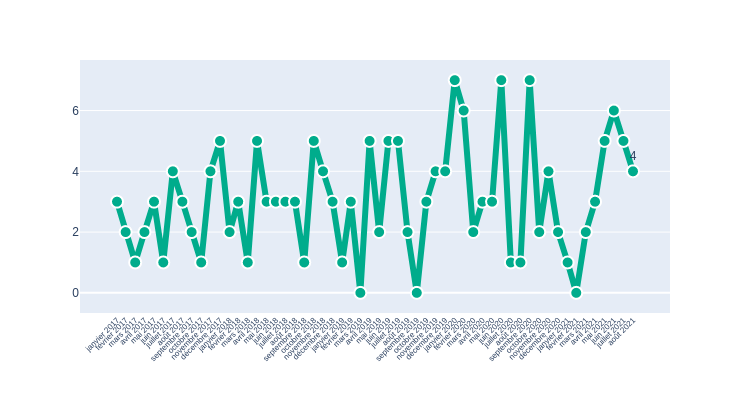 6
4
4
2
0
janvier 2017
février 2017
mars 2017
avril 2017
mai 2017
juin 2017
juillet 2017
août 2017
septembre 2017
octobre 2017
novembre 2017
décembre 2017
janvier 2018
février 2018
mars 2018
avril 2018
mai 2018
juin 2018
juillet 2018
août 2018
septembre 2018
octobre 2018
novembre 2018
décembre 2018
janvier 2019
février 2019
mars 2019
avril 2019
mai 2019
juin 2019
juillet 2019
août 2019
septembre 2019
octobre 2019
novembre 2019
décembre 2019
janvier 2020
février 2020
mars 2020
avril 2020
mai 2020
juin 2020
juillet 2020
août 2020
septembre 2020
octobre 2020
novembre 2020
décembre 2020
janvier 2021
février 2021
mars 2021
avril 2021
mai 2021
juin 2021
juillet 2021
août 2021